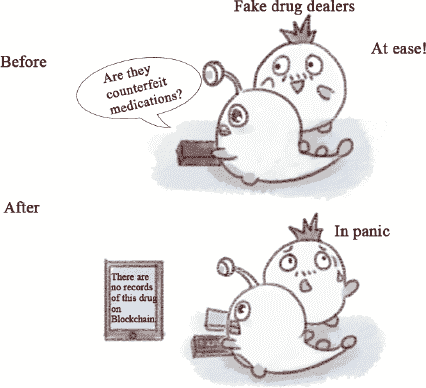 Fake drug dealers
Before
At ease!
Are they
counterfeit
medications?
After
In panic
There are
no records
of this drug
on
Blockchain.